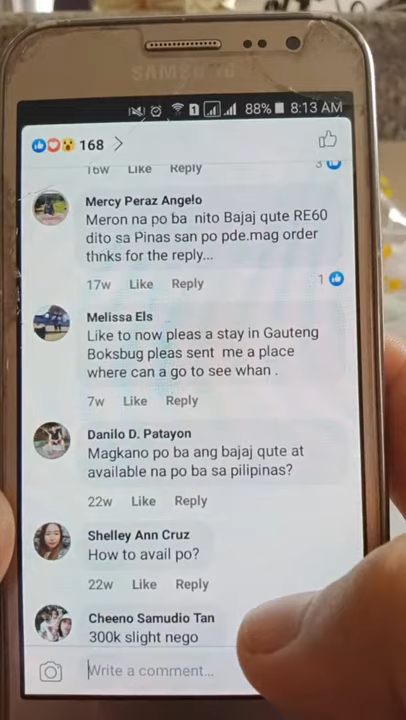 SAMSUNG
1 88% 8:13 AM
168
16w Like Reply 3
Mercy Peraz Angelo
Meron na po ba nito Bajaj qute RE60
dito sa Pinas san po pde.mag order
thnks for the reply...
17w Like Reply 1
Melissa Els
Like to now pleas a stay in Gauteng
Boksbug pleas sent me a place
where can a go to see whan .
7w Like Reply
Danilo D. Patayon
Magkano po ba ang bajaj qute at
available na po ba sa pilipinas?
22w Like Reply
Shelley Ann Cruz
How to avail po?
22w Like Reply
Cheeno Samudio Tan
300k slight nego
Write a comment...